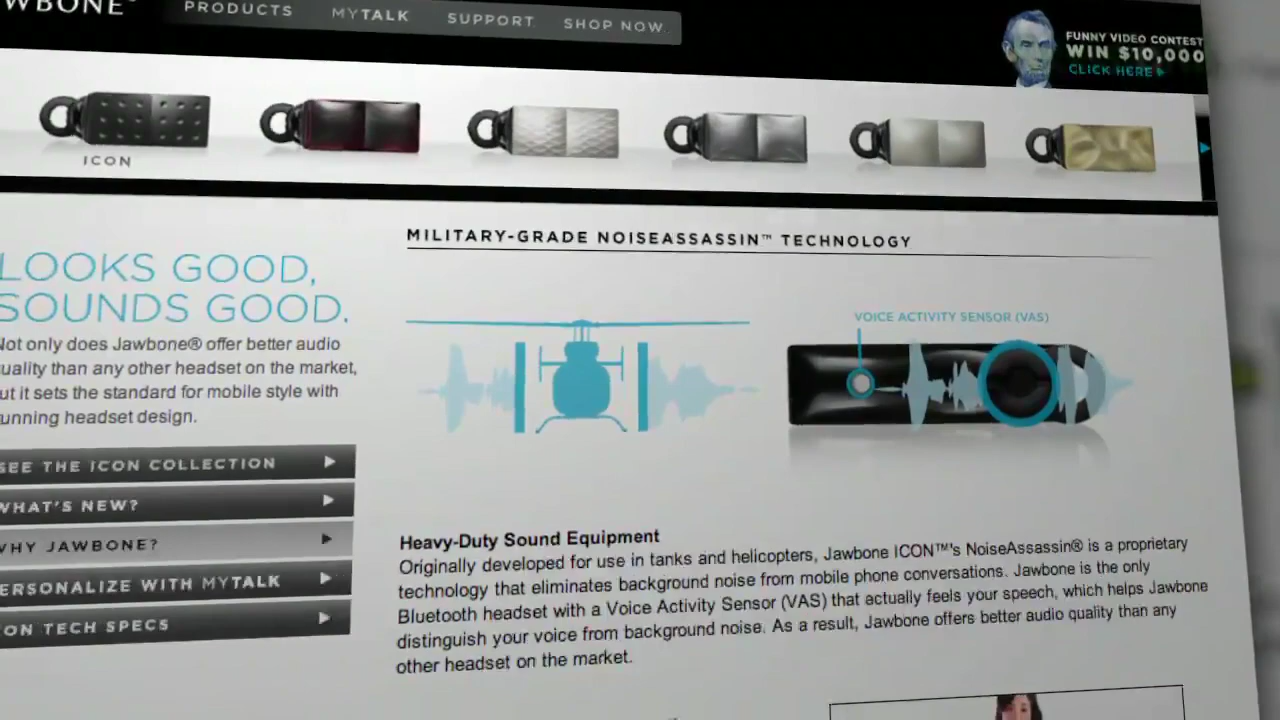 WBONE®
PRODUCTS MYTALK SUPPORT SHOP NOW
FUNNY VIDEO CONTEST
WIN $10,000
CLICK HERE
ICON
LOOKS GOOD,
SOUNDS GOOD.
Not only does Jawbone® offer better audio
uality than any other headset on the market,
ut it sets the standard for mobile style with
unning headset design.
SEE THE ICON COLLECTION
WHAT'S NEW?
WHY JAWBONE?
ERSONALIZE WITH MYTALK
ON TECH SPECS
MILITARY-GRADE NOISEASSASSIN™ TECHNOLOGY
VOICE ACTIVITY SENSOR (VAS)
Heavy-Duty Sound Equipment
Originally developed for use in tanks and helicopters, Jawbone ICON™'s NoiseAssassin® is a proprietary
technology that eliminates background noise from mobile phone conversations. Jawbone is the only
Bluetooth headset with a Voice Activity Sensor (VAS) that actually feels your speech, which helps Jawbone
distinguish your voice from background noise. As a result, Jawbone offers better audio quality than any
other headset on the market.